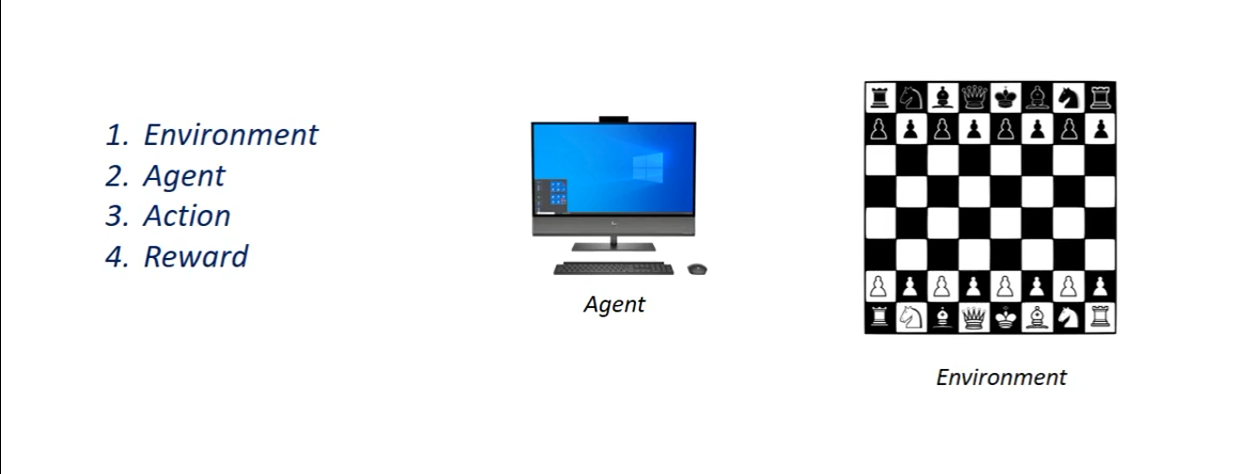 1. Environment
2. Agent
3. Action
4. Reward
Agent
Environment